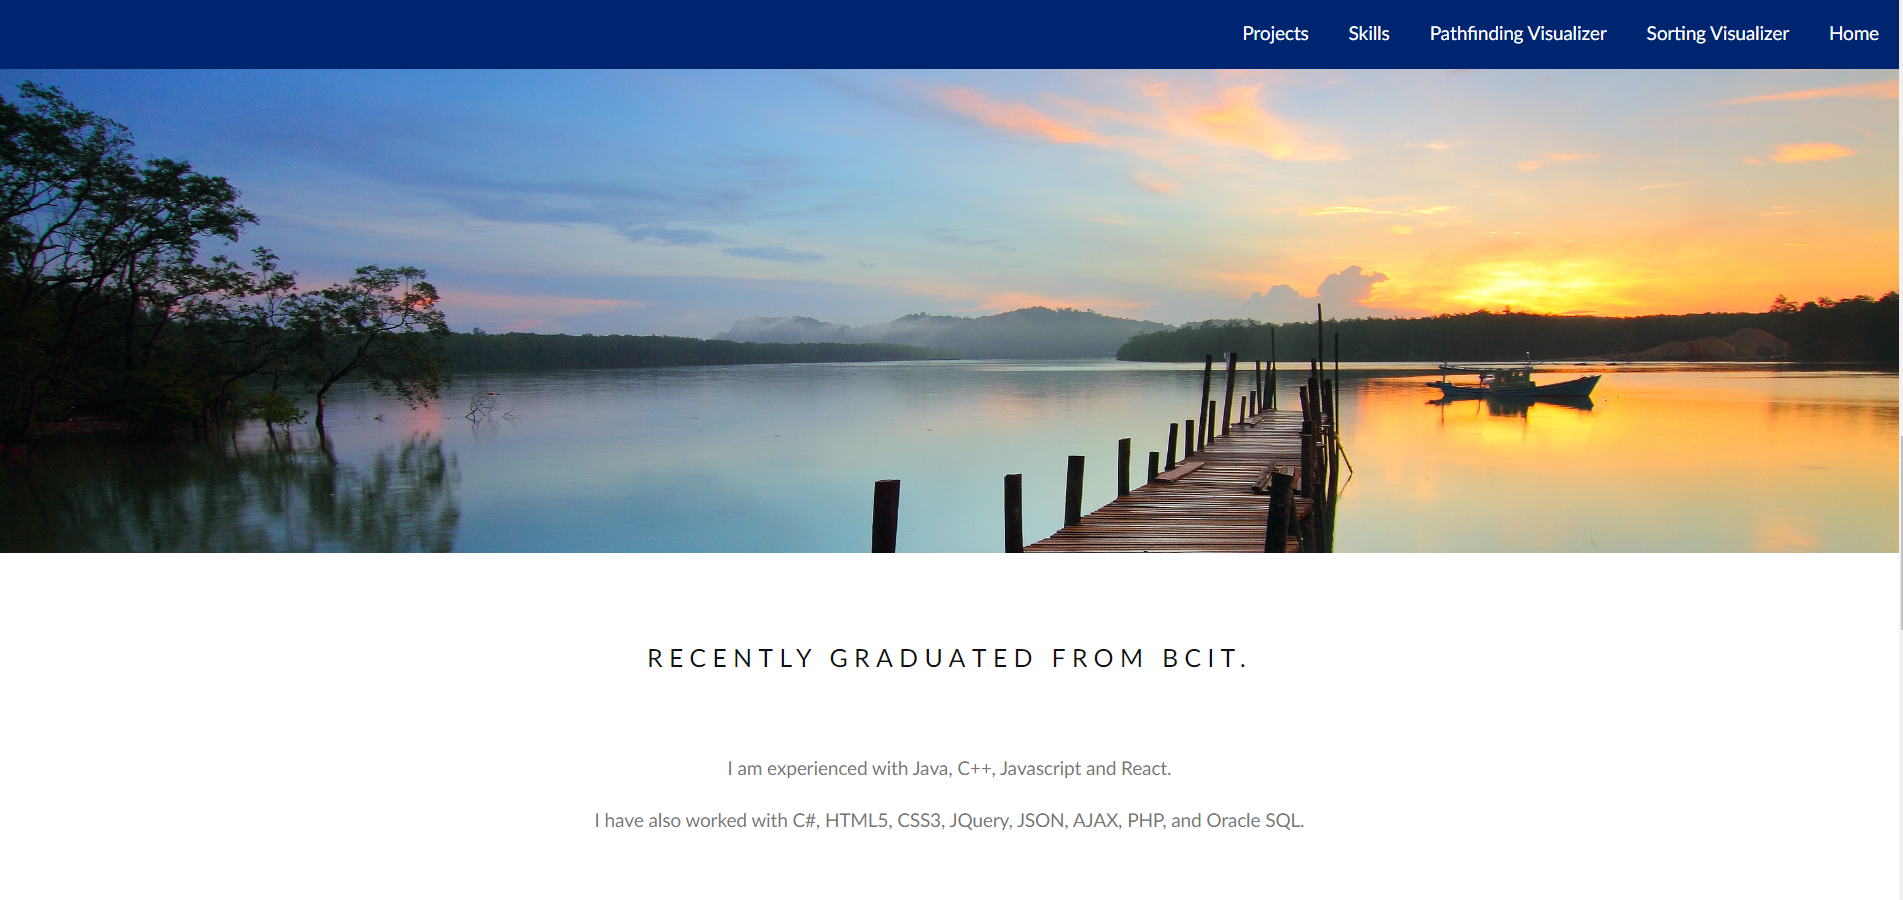 Projects Skills Pathfinding Visualizer Sorting Visualizer Home
RECENTLY GRADUATED FROM BCIT.
I am experienced with Java, C++, Javascript and React.
I have also worked with C#, HTML5, CSS3, JQuery, JSON, AJAX, PHP, and Oracle SQL.